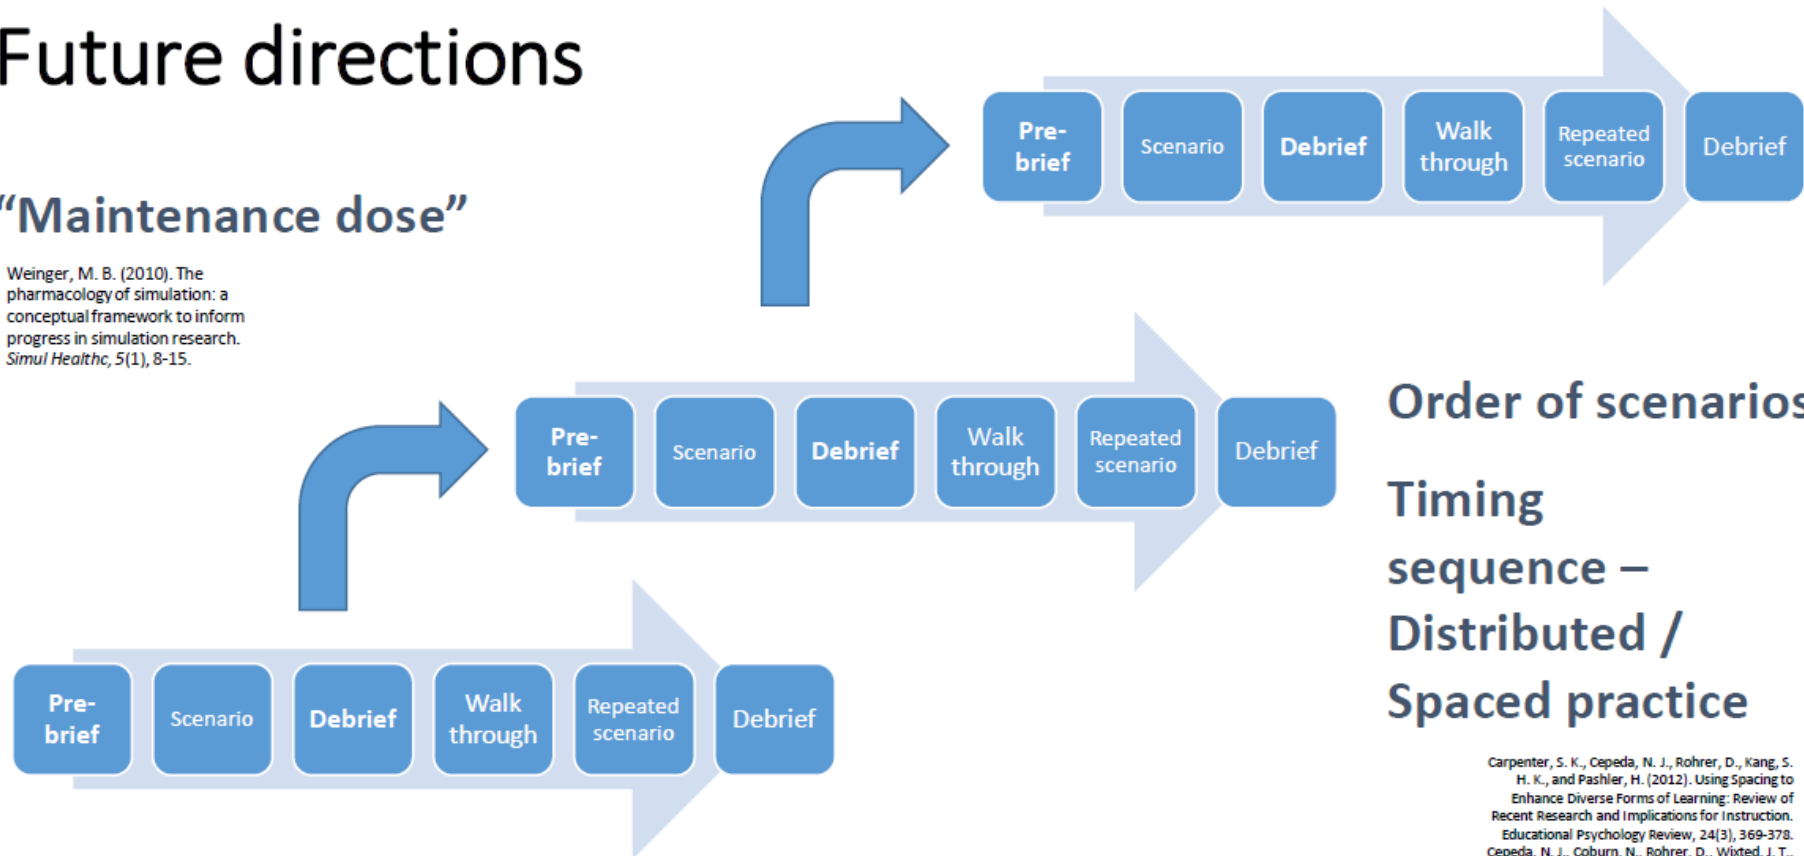 Future directions
“Maintenance dose”
Weinger, M. B. (2010). The
pharmacology of simulation: a
conceptual framework to inform
progress in simulation research.
Simul Healthc, 5(1), 8-15.
Pre-
brief
Scenario
Debrief
Walk
through
Repeated
scenario
Debrief
Pre-
brief
Scenario
Debrief
Walk
through
Repeated
scenario
Debrief
Pre-
brief
Scenario
Debrief
Walk
through
Repeated
scenario
Debrief
Order of scenarios
Timing
sequence –
Distributed /
Spaced practice
Carpenter, S. K., Cepeda, N. J., Rohrer, D., Kang, S.
H. K., and Pashler, H. (2012). Using Spacing to
Enhance Diverse Forms of Learning: Review of
Recent Research and Implications for Instruction.
Educational Psychology Review, 24(3), 369-378.
Cepeda, N. J., Coburn, N., Rohrer, D., Wixted, J. T.,